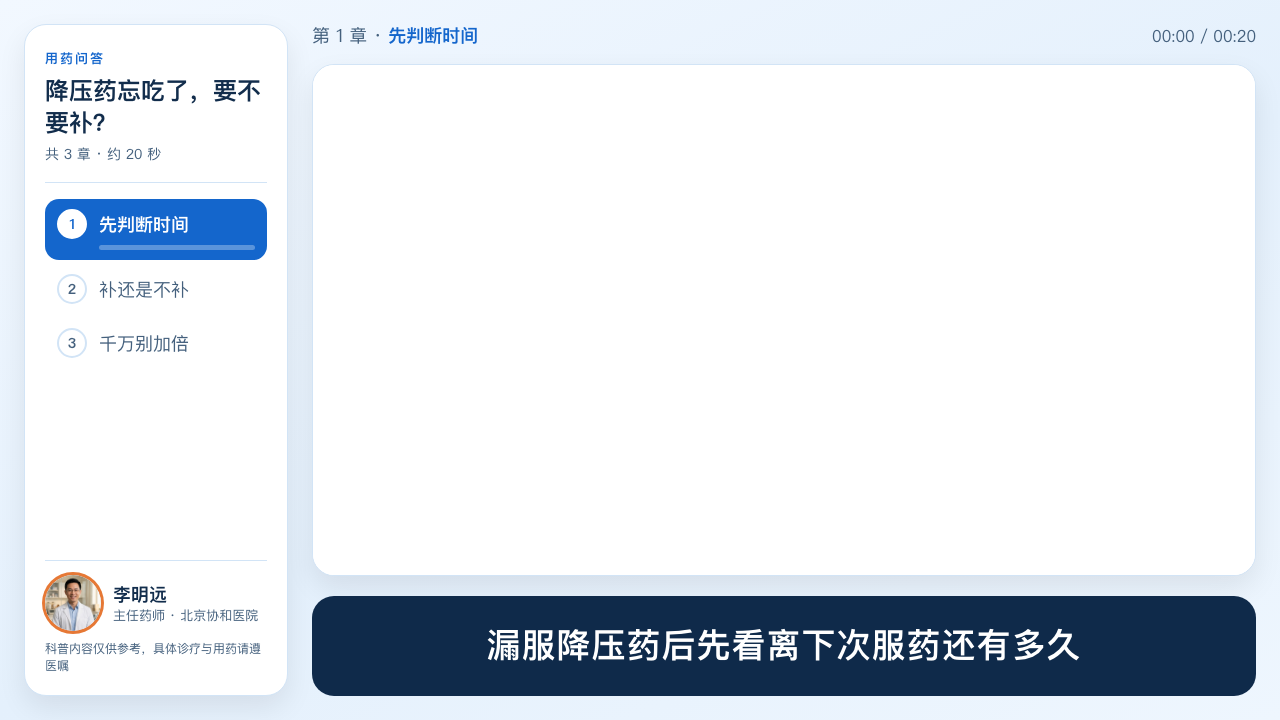 用药问答
降压药忘吃了，要不
要补？
共 3 章 · 约 20 秒
1 先判断时间
2 补还是不补
3 千万别加倍
李明远
主任药师 · 北京协和医院
科普内容仅供参考，具体诊疗与用药请遵
医嘱
第 1 章 · 先判断时间
00:00 / 00:20
漏服降压药后先看离下次服药还有多久